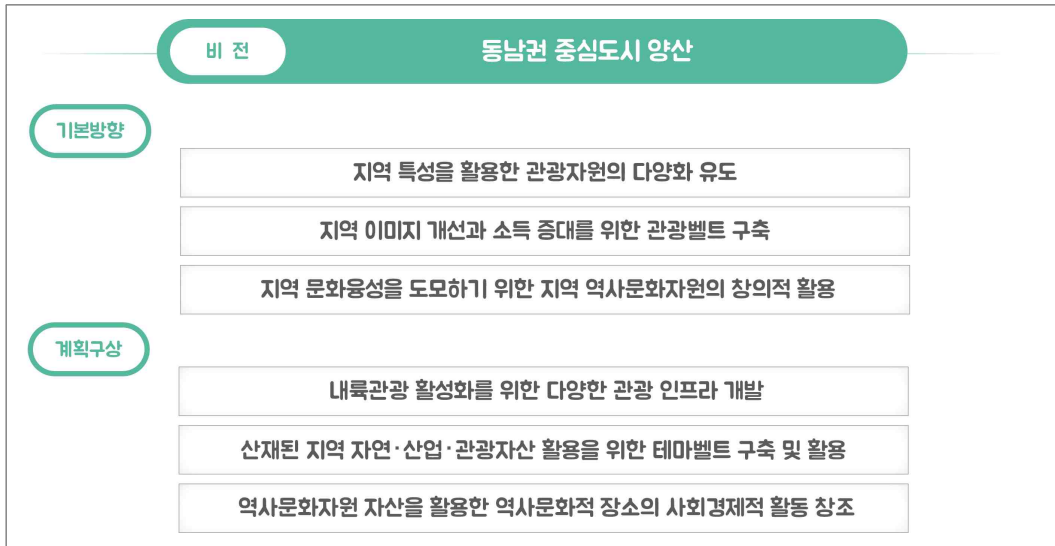 비 전
동남권 중심도시 양산
기본방향
지역 특성을 활용한 관광자원의 다양화 유도
지역 이미지 개선과 소득 증대를 위한 관광벨트 구축
지역 문화융성을 도모하기 위한 지역 역사문화자원의 창의적 활용
계획구상
내륙관광 활성화를 위한 다양한 관광 인프라 개발
산재된 지역 자연·산업·관광자산 활용을 위한 테마벨트 구축 및 활용
역사문화자원 자산을 활용한 역사문화적 장소의 사회경제적 활동 창조